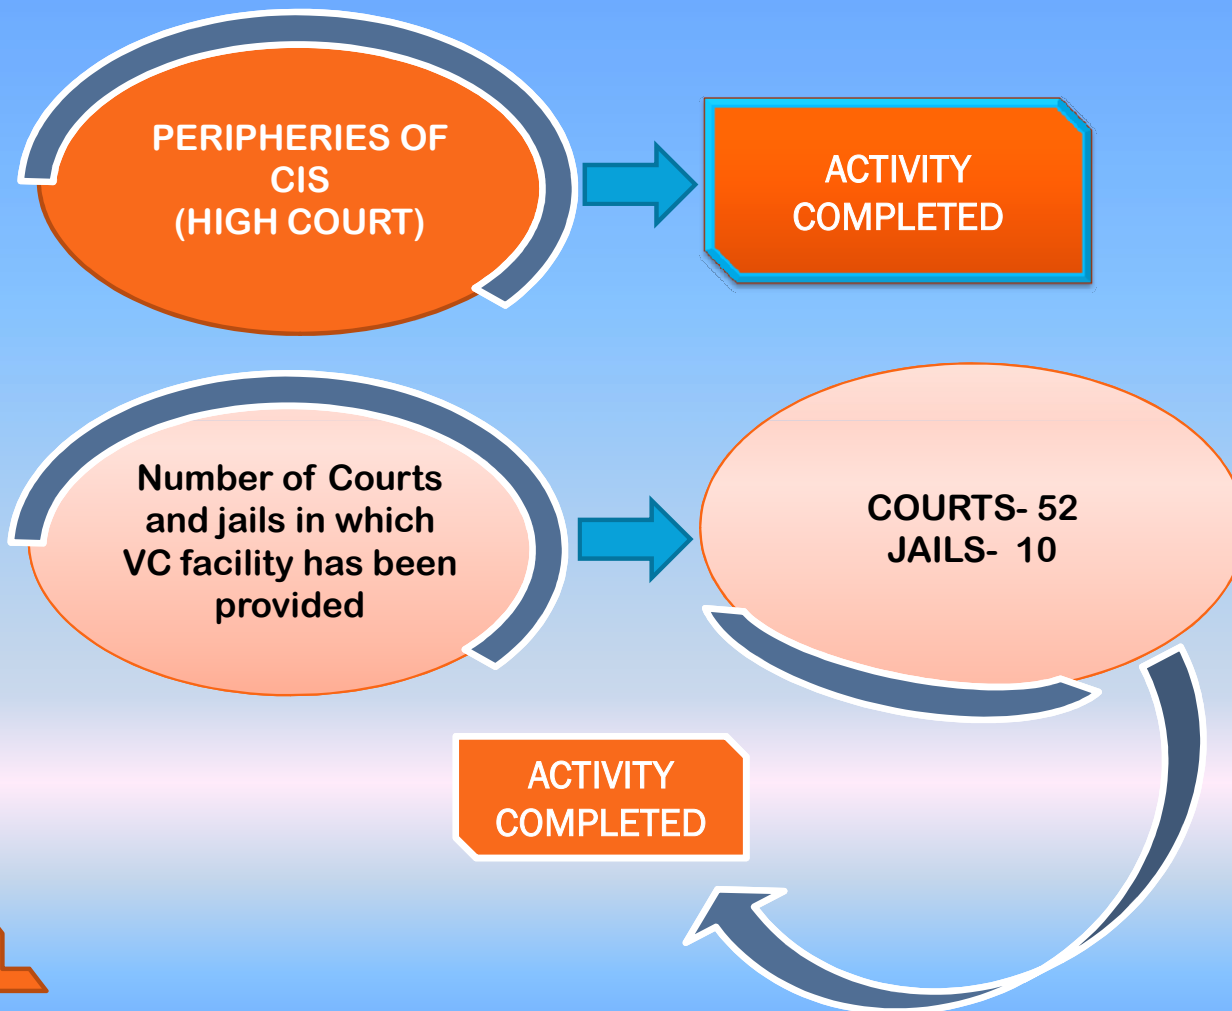 PERIPHERIES OF
CIS
(HIGH COURT)
ACTIVITY
COMPLETED
Number of Courts
and jails in which
VC facility has been
provided
COURTS- 52
JAILS- 10
ACTIVITY
COMPLETED